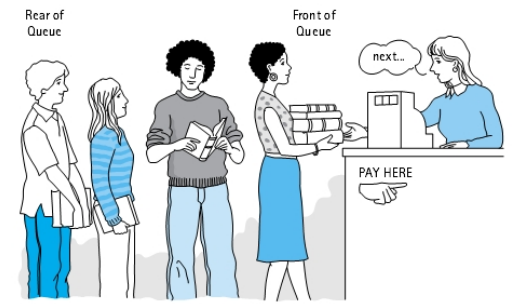 Rear of
Queue
Front of
Queue
next...
PAY HERE